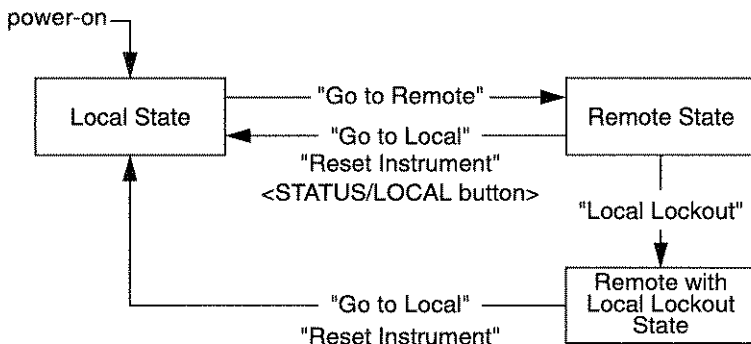 power-on
Local State
"Go to Remote"
Remote State
"Go to Local"
"Reset Instrument"
<STATUS/LOCAL button>
"Local Lockout"
Remote with
Local Lockout
State
"Go to Local"
"Reset Instrument"